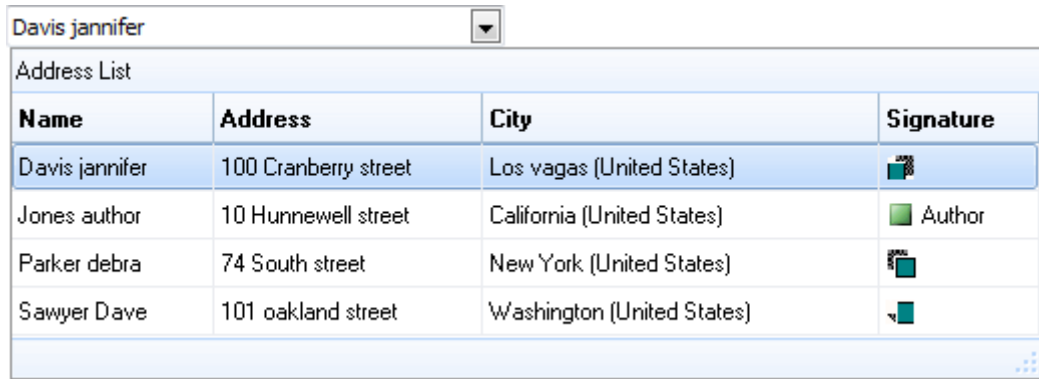 Davis jannifer
Address List
Name Address City Signature
Davis jannifer 100 Cranberry street Los vagas (United States)
Jones author 10 Hunnewell street California (United States) Author
Parker debra 74 South street New York (United States)
Sawyer Dave 101 oakland street Washington (United States)